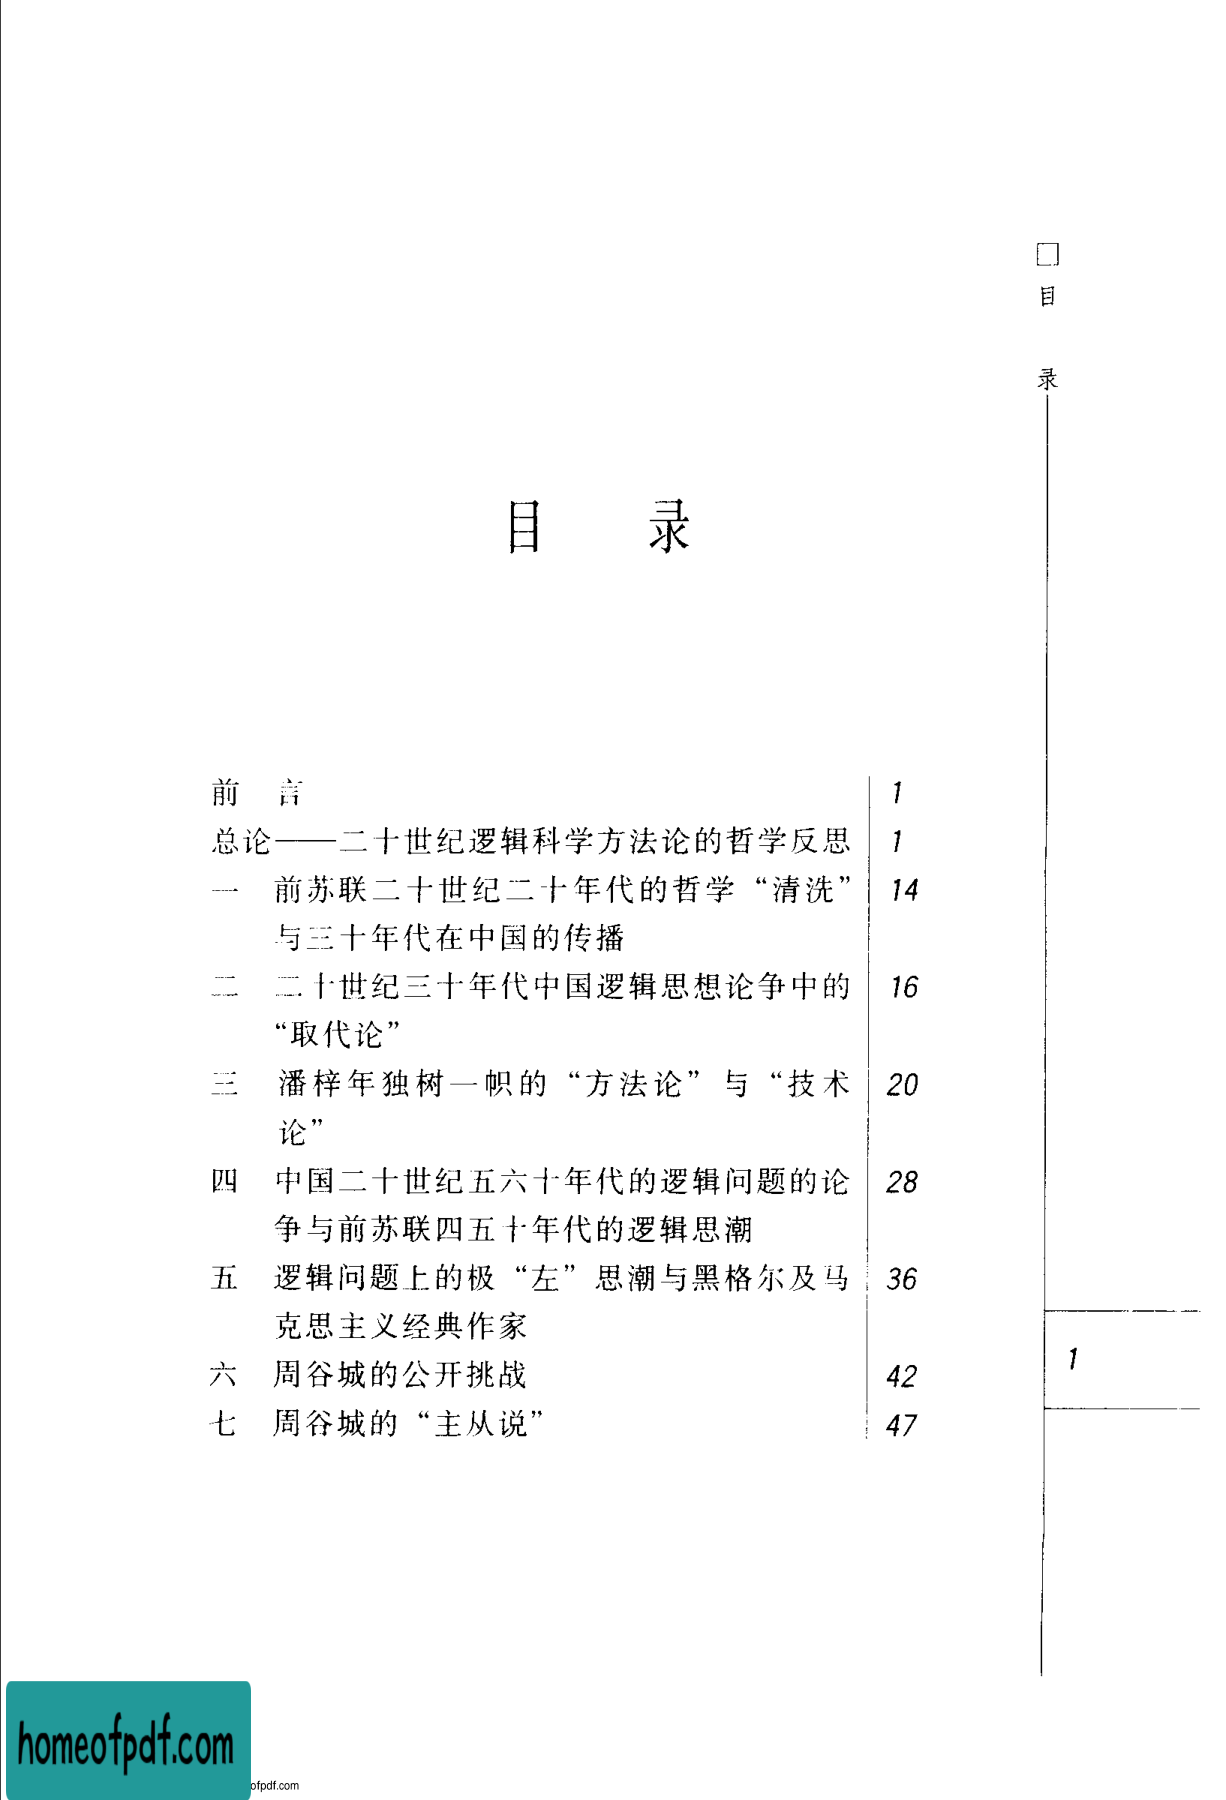 □
目
录
目 录
前 言 1
总论——二十世纪逻辑科学方法论的哲学反思 1
一 前苏联二十世纪二十年代的哲学“清洗” 14
与三十年代在中国的传播
二 二十世纪三十年代中国逻辑思想论争中的 16
“取代论”
三 潘梓年独树一帜的“方法论”与“技术 20
论”
四 中国二十世纪五六十年代的逻辑问题的论 28
争与前苏联四五十年代的逻辑思潮
五 逻辑问题上的极“左”思潮与黑格尔及马 36
克思主义经典作家
六 周谷城的公开挑战 42
七 周谷城的“主从说” 47
1
homeofpdf.com
ofpdf.com